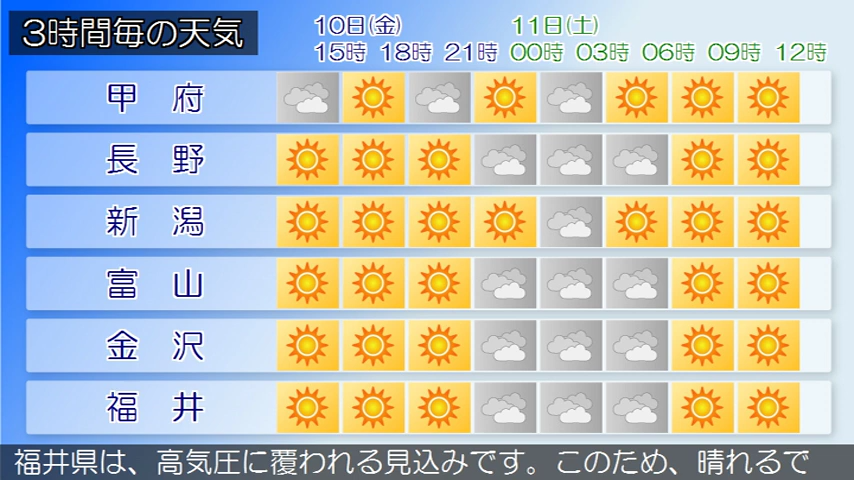 3時間毎の天気
10日(金) 11日(土)
15時 18時 21時 00時 03時 06時 09時 12時
甲府
長野
新潟
富山
金沢
福井
福井県は、高気圧に覆われる見込みです。このため、晴れるで